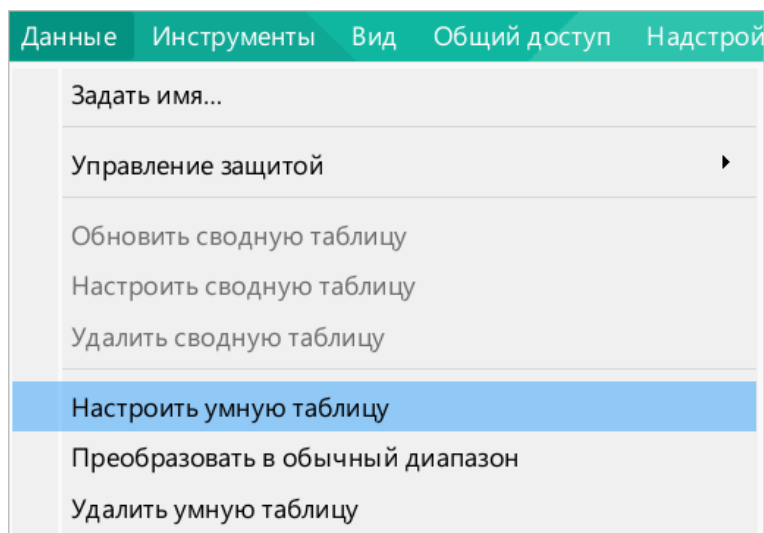 Данные Инструменты Вид Общий доступ Надстрой
Задать имя...
Управление защитой
Обновить сводную таблицу
Настроить сводную таблицу
Удалить сводную таблицу
Настроить умную таблицу
Преобразовать в обычный диапазон
Удалить умную таблицу